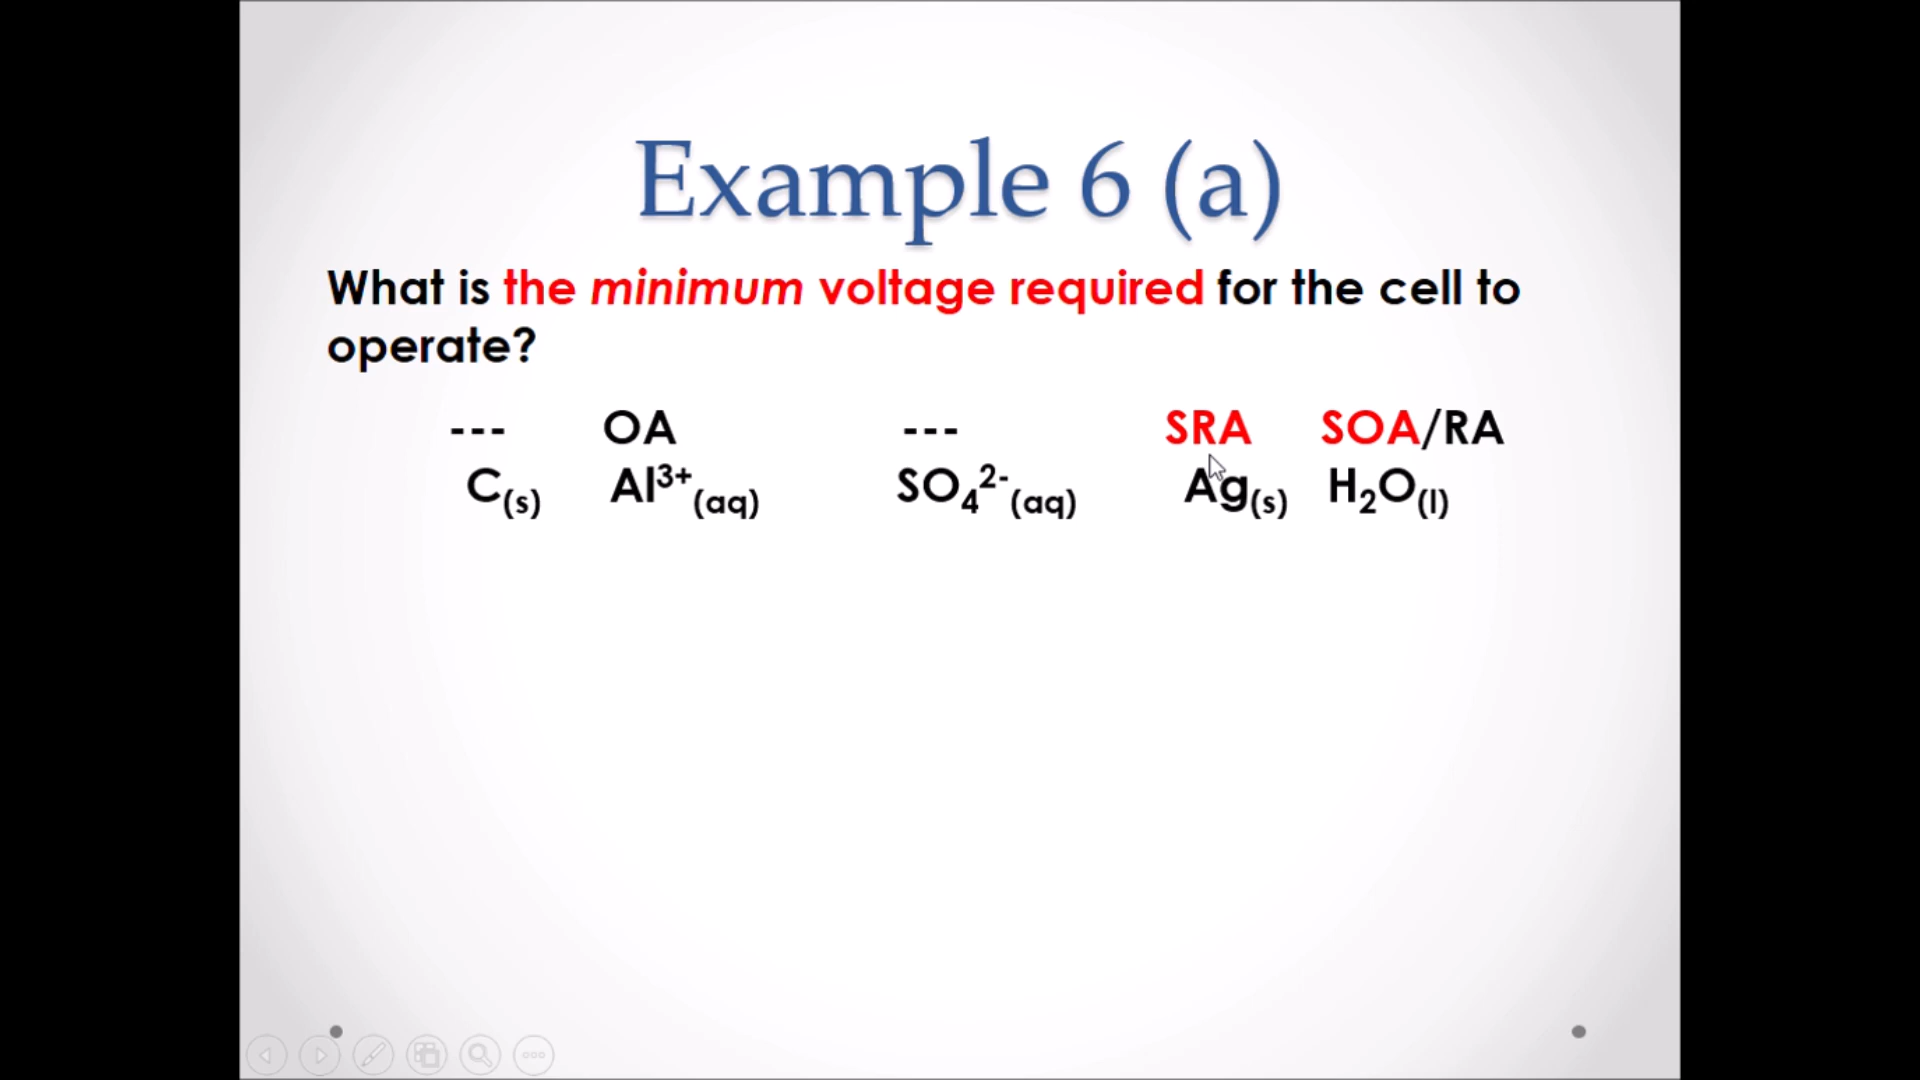 Example 6 (a)
What is the minimum voltage required for the cell to
operate?
--- OA --- SRA SOA/RA
C(s) Al³⁺(aq) SO₄²⁻(aq) Ag(s) H₂O(l)